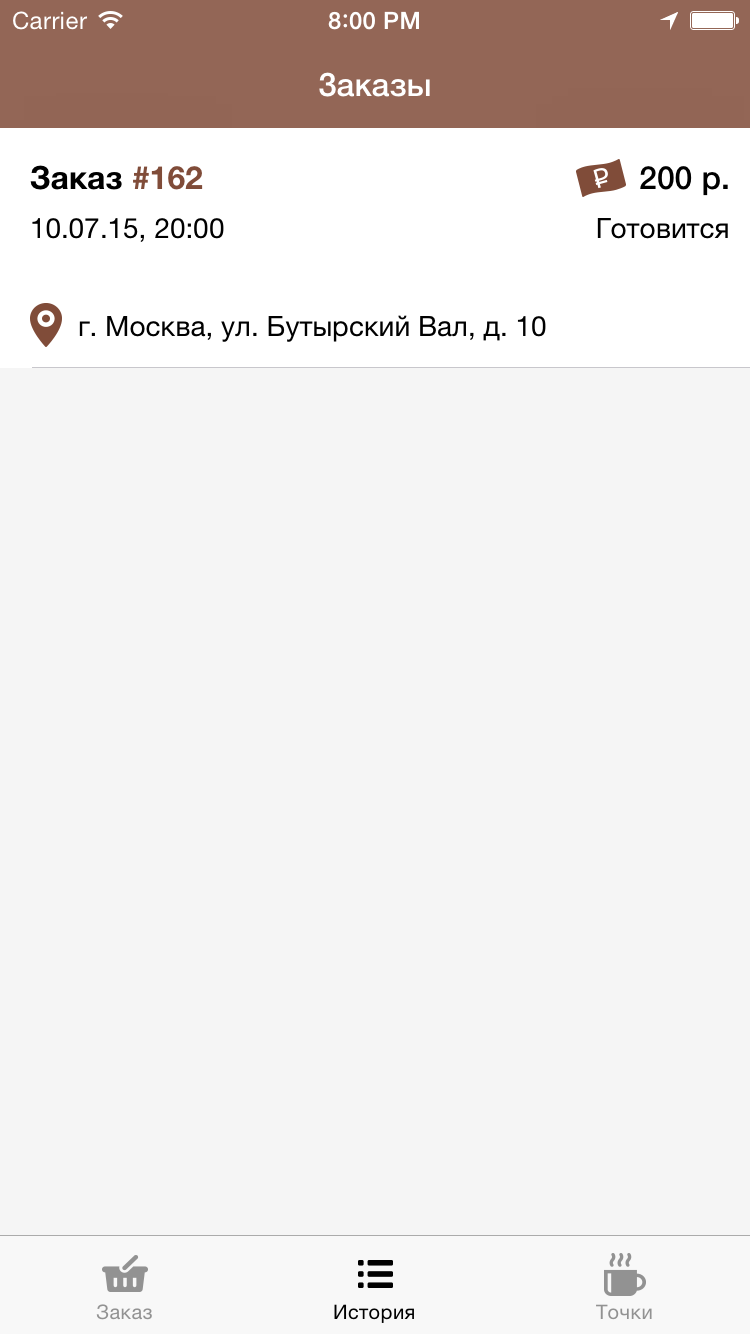 Carrier 8:00 PM
Заказы
Заказ #162 ₽ 200 р.
10.07.15, 20:00 Готовится
г. Москва, ул. Бутырский Вал, д. 10
Заказ История Точки